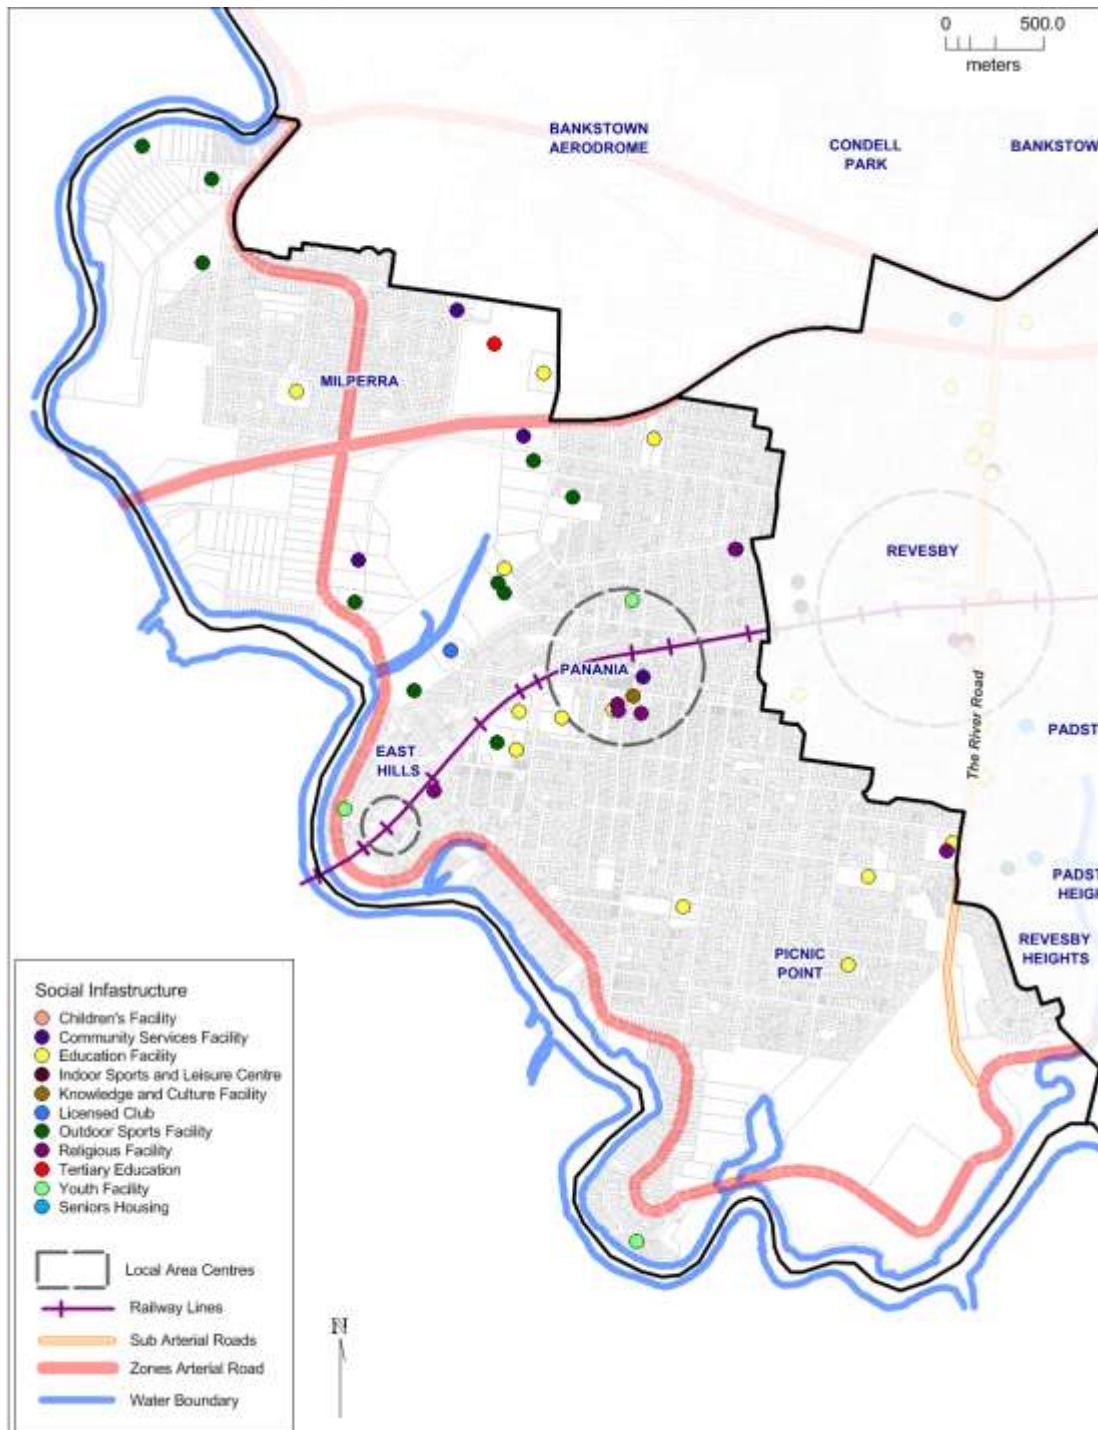 0 500.0
meters
BANKSTOWN
AERODROME
CONDELL
PARK
BANKSTOW
MILPERRA
REVESBY
PANANIA
The River Road
PADST
EAST
HILLS
PADST
HEIG
REVESBY
HEIGHTS
PICNIC
POINT
Social Infastructure
Children's Facility
Community Services Facility
Education Facility
Indoor Sports and Leisure Centre
Knowledge and Culture Facility
Licensed Club
Outdoor Sports Facility
Religious Facility
Tertiary Education
Youth Facility
Seniors Housing
Local Area Centres
Railway Lines
Sub Arterial Roads
Zones Arterial Road
Water Boundary
N